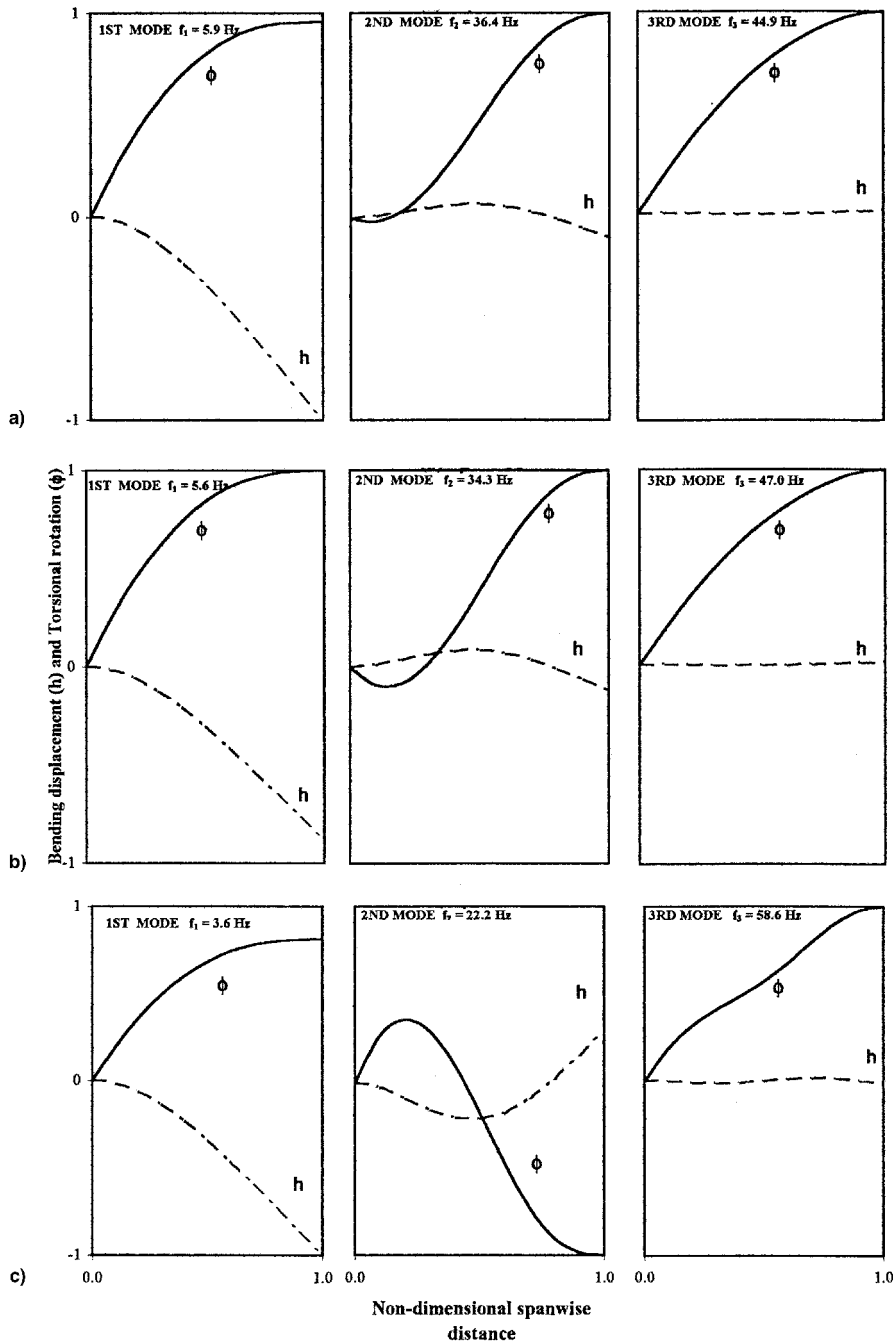 1
1ST MODE f₁ = 5.9 Hz
ϕ
h
0
-1
a)
2ND MODE f₂ = 36.4 Hz
ϕ
h
3RD MODE f₃ = 44.9 Hz
ϕ
h
Bending displacement (h) and Torsional rotation (ϕ)
1
1ST MODE f₁ = 5.6 Hz
ϕ
h
0
-1
b)
2ND MODE f₂ = 34.3 Hz
ϕ
h
3RD MODE f₃ = 47.0 Hz
ϕ
h
1
1ST MODE f₁ = 3.6 Hz
ϕ
h
0
-1
c)
0.0
1.0
2ND MODE f₂ = 22.2 Hz
h
ϕ
0.0
1.0
3RD MODE f₃ = 58.6 Hz
ϕ
h
0.0
1.0
Non-dimensional spanwise
distance